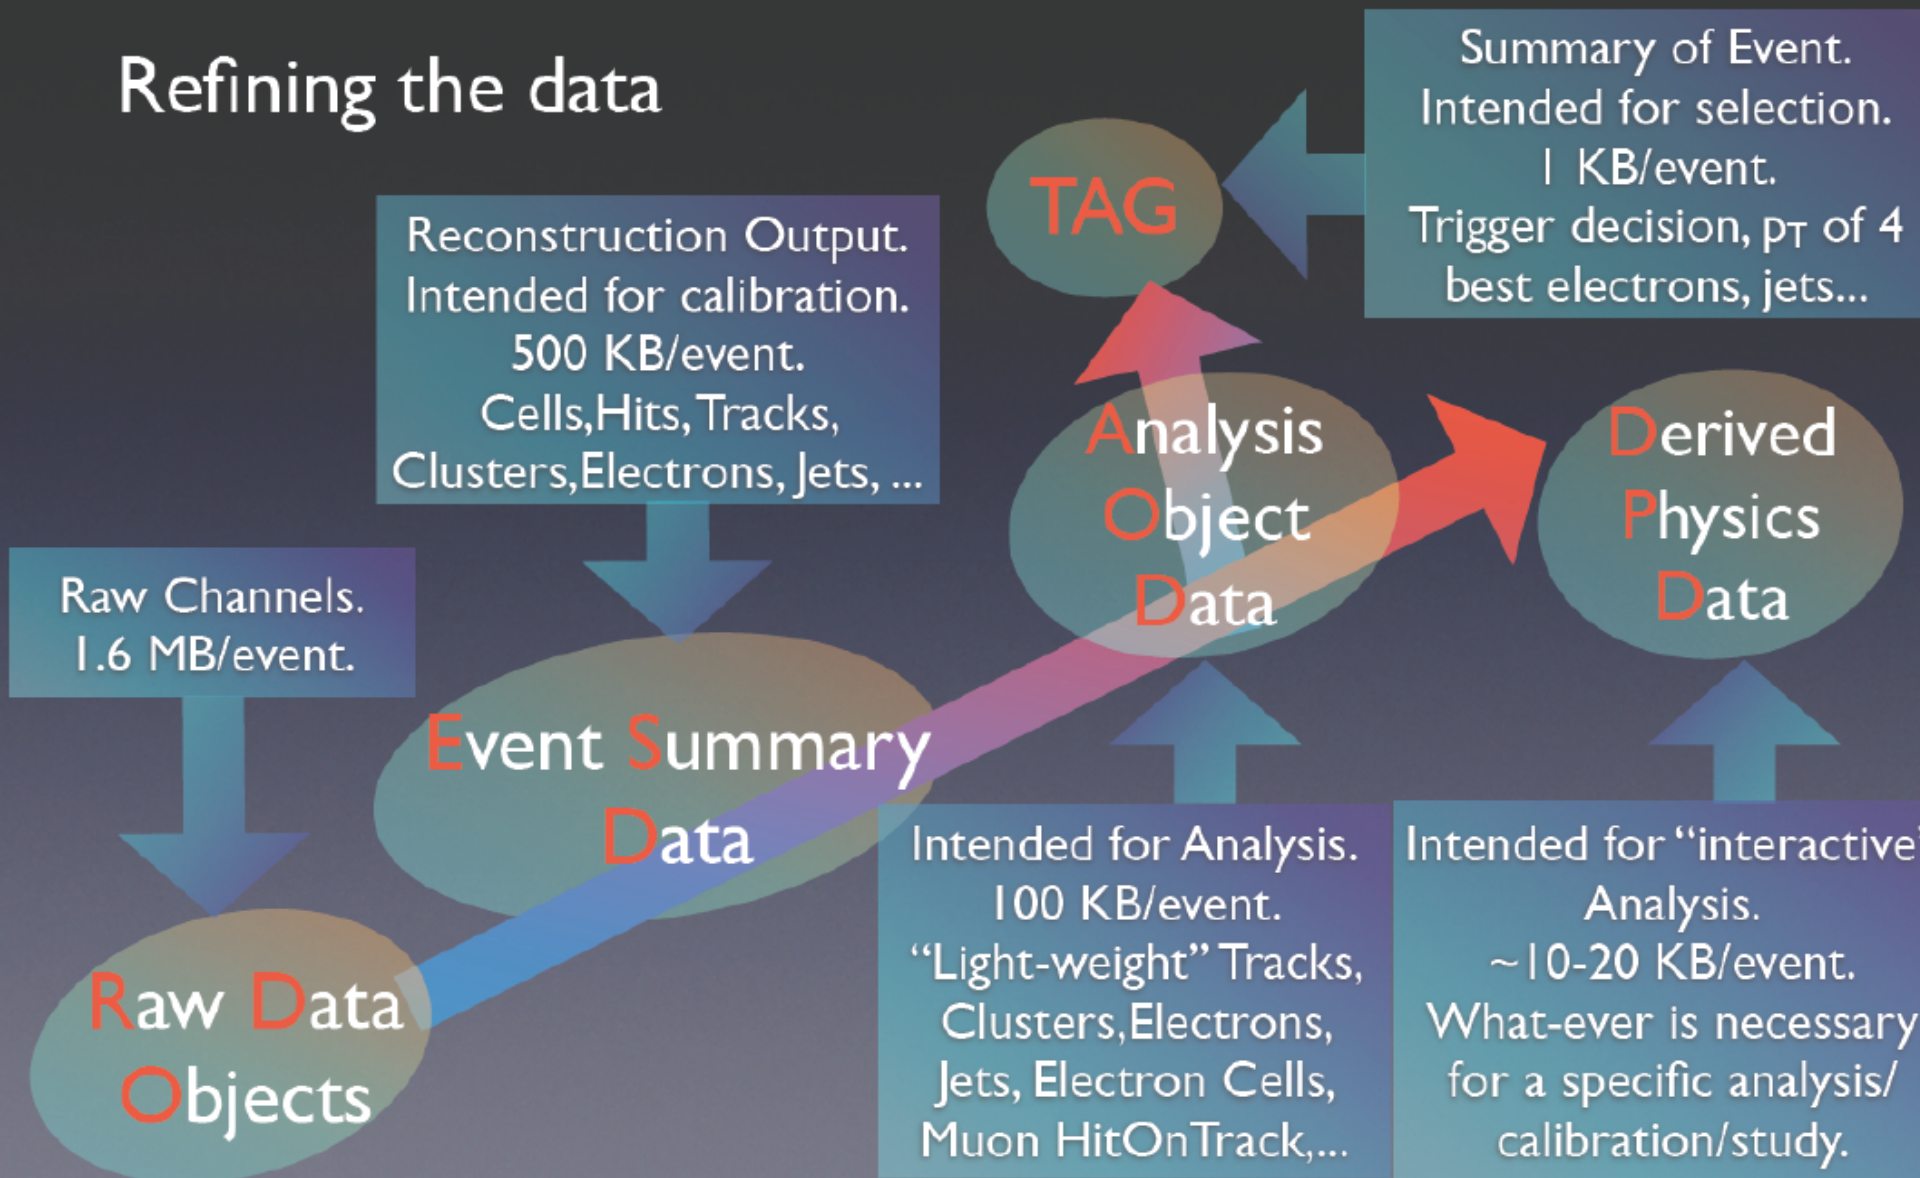 Refining the data
Summary of Event.
Intended for selection.
1 KB/event.
Trigger decision, pT of 4
best electrons, jets...
TAG
Reconstruction Output.
Intended for calibration.
500 KB/event.
Cells,Hits, Tracks,
Clusters,Electrons, Jets, ...
Analysis
Object
Data
Derived
Physics
Data
Raw Channels.
1.6 MB/event.
Event Summary
Data
Raw Data
Objects
Intended for Analysis.
100 KB/event.
“Light-weight” Tracks,
Clusters,Electrons,
Jets, Electron Cells,
Muon HitOnTrack,...
Intended for “interactive”
Analysis.
~10-20 KB/event.
What-ever is necessary
for a specific analysis/
calibration/study.